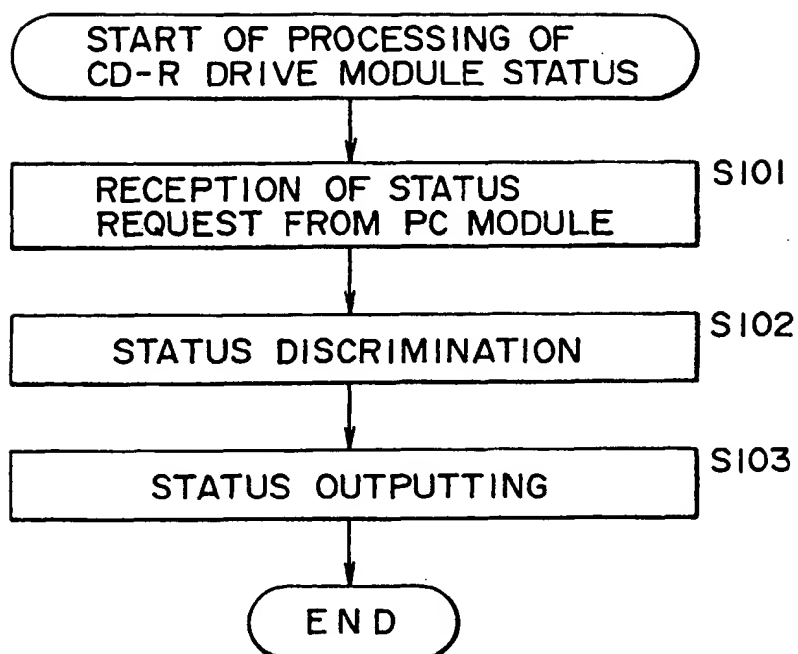 START OF PROCESSING OF
CD-R DRIVE MODULE STATUS
RECEPTION OF STATUS
REQUEST FROM PC MODULE
S101
STATUS DISCRIMINATION
S102
STATUS OUTPUTTING
S103
END